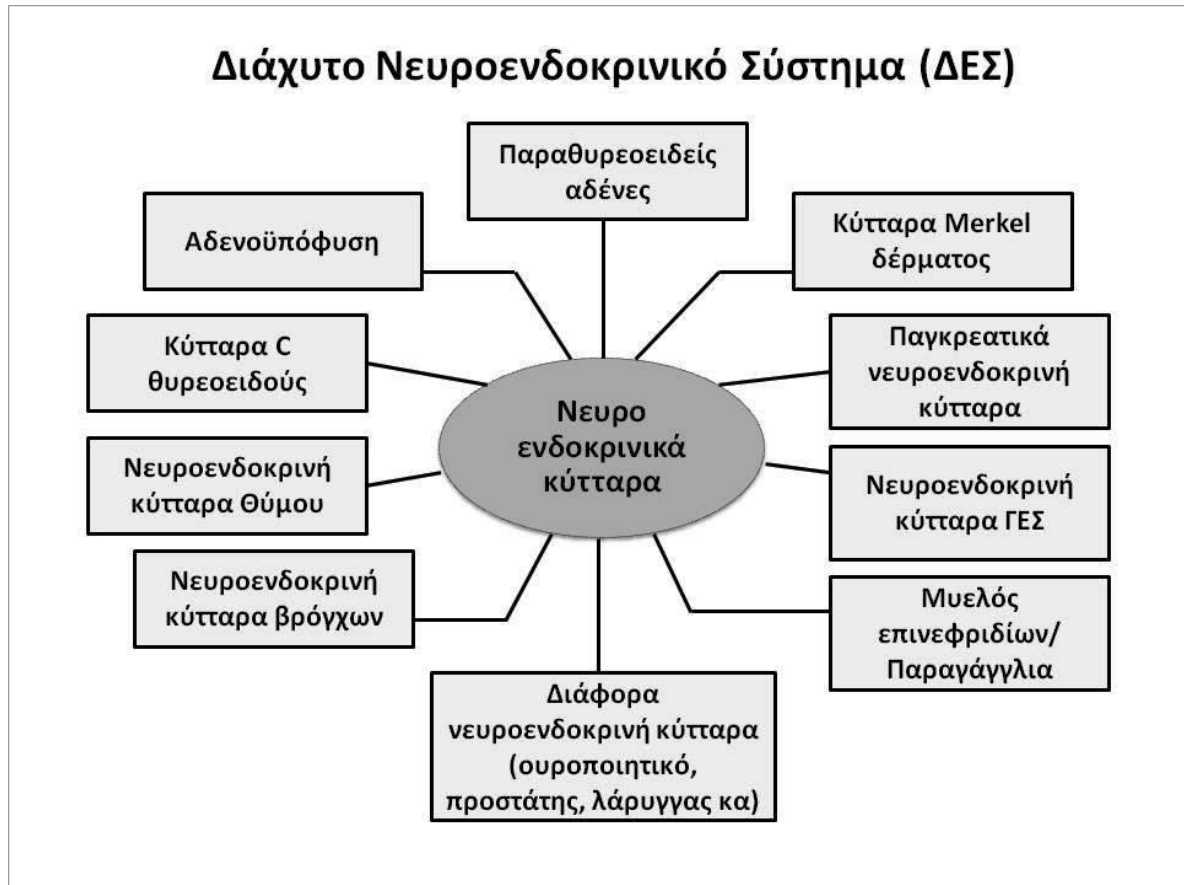 Διάχυτο Νευροενδοκρινικό Σύστημα (ΔΕΣ)
Παραθυρεοειδείς
αδένες
Αδενοϋπόφυση
Κύτταρα Merkel
δέρματος
Κύτταρα C
θυρεοειδούς
Παγκρεατικά
νευροενδοκρινή
κύτταρα
Νευρο
ενδοκρινικά
κύτταρα
Νευροενδοκρινή
κύτταρα Θύμου
Νευροενδοκρινή
κύτταρα ΓΕΣ
Νευροενδοκρινή
κύτταρα βρόγχων
Μυελός
επινεφριδίων/
Παραγάγγλια
Διάφορα
νευροενδοκρινή κύτταρα
(ουροποιητικό,
προστάτης, λάρυγγας κα)